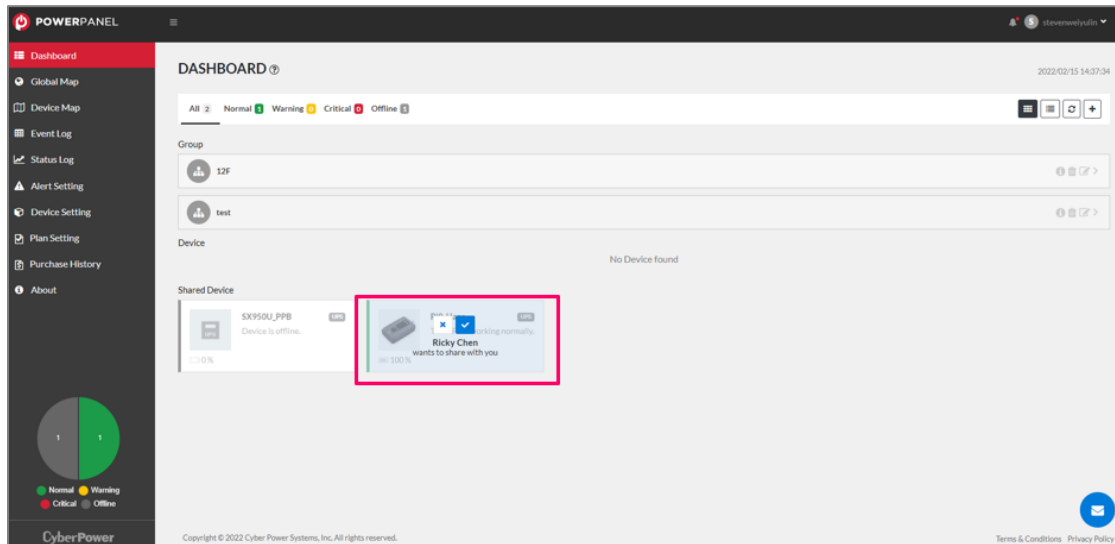 POWERPANEL
stevenweiyulin
Dashboard
Global Map
Device Map
Event Log
Status Log
Alert Setting
Device Setting
Plan Setting
Purchase History
About
DASHBOARD
2022/02/15 14:37:34
All 2 Normal 1 Warning 0 Critical 0 Offline 1
Group
12F
test
Device
No Device found
Shared Device
SX950U_PPB UPS
Device is offline.
UPS
0%
UPS
working normally.
Ricky Chen
wants to share with you
100 %
1 1
Normal Warning
Critical Offline
CyberPower
Copyright © 2022 Cyber Power Systems, Inc. All rights reserved.
Terms & Conditions Privacy Policy